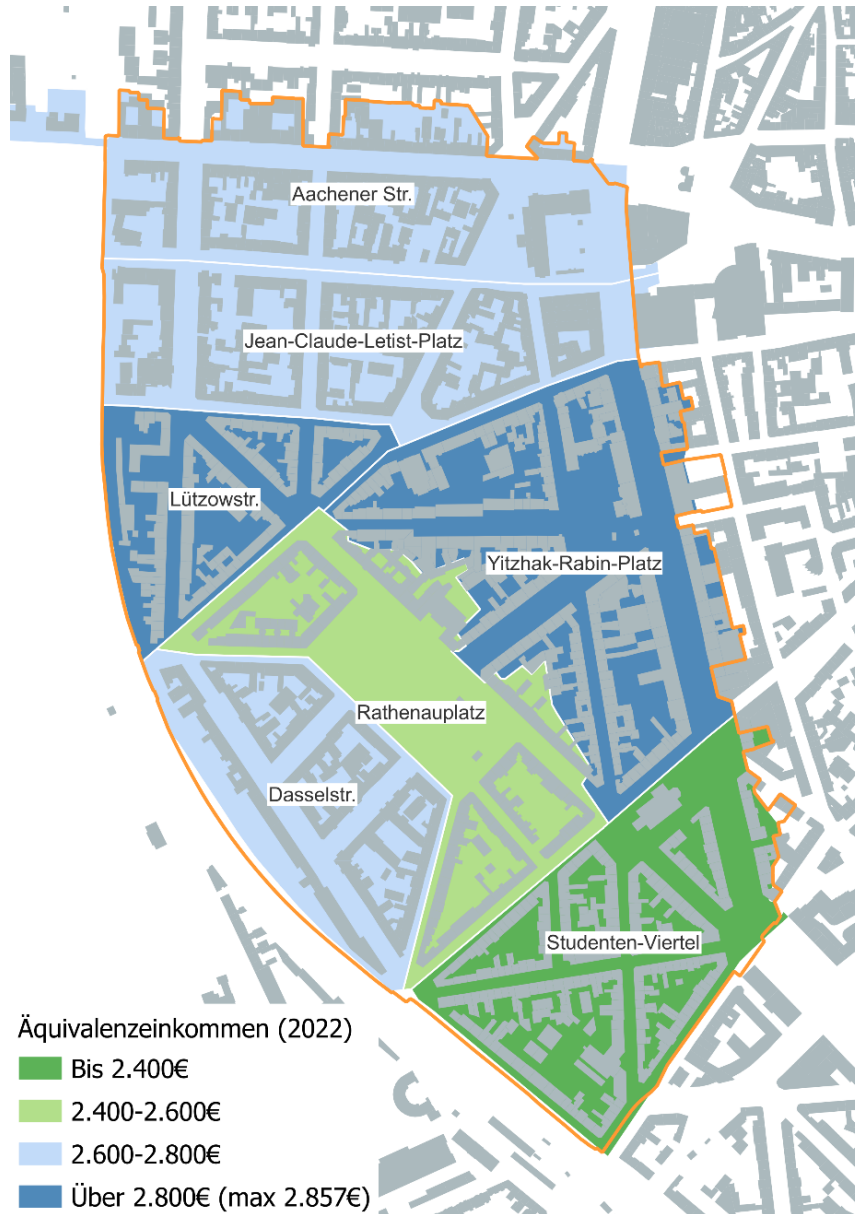 Aachener Str.
Jean-Claude-Letist-Platz
Lützowstr.
Yitzhak-Rabin-Platz
Rathenauplatz
Dasselstr.
Studenten-Viertel
Äquivalenzeinkommen (2022)
Bis 2.400€
2.400-2.600€
2.600-2.800€
Über 2.800€ (max 2.857€)